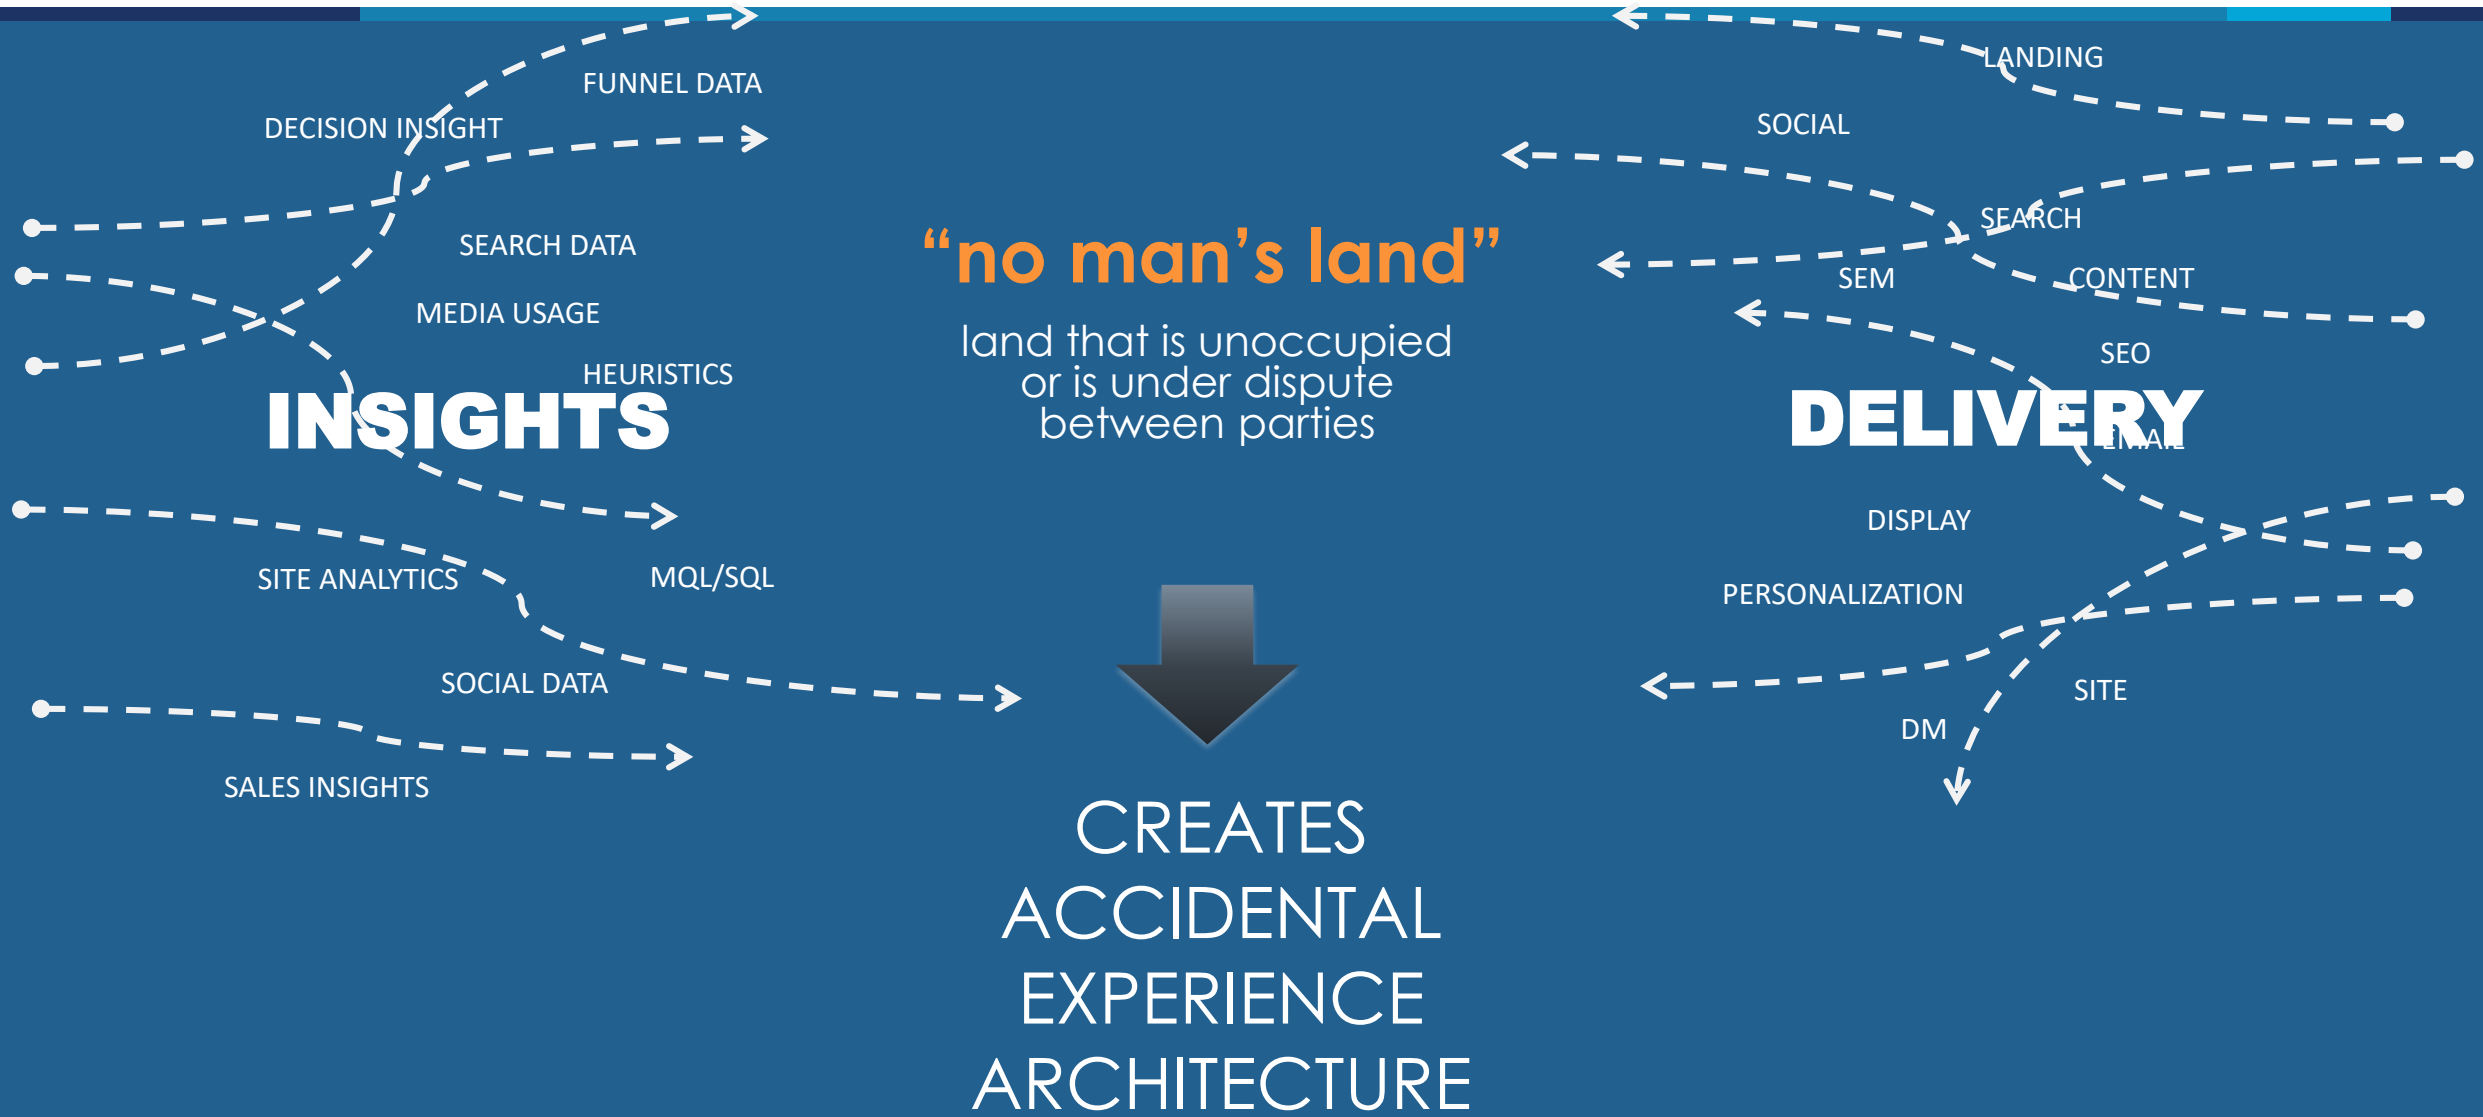 FUNNEL DATA
DECISION INSIGHT
SEARCH DATA
MEDIA USAGE
HEURISTICS
INSIGHTS
SITE ANALYTICS
MQL/SQL
SOCIAL DATA
SALES INSIGHTS
“no man’s land”
land that is unoccupied
or is under dispute
between parties
CREATES
ACCIDENTAL
EXPERIENCE
ARCHITECTURE
LANDING
SOCIAL
SEARCH
SEM
CONTENT
SEO
DELIVERY
EMAIL
DISPLAY
PERSONALIZATION
SITE
DM